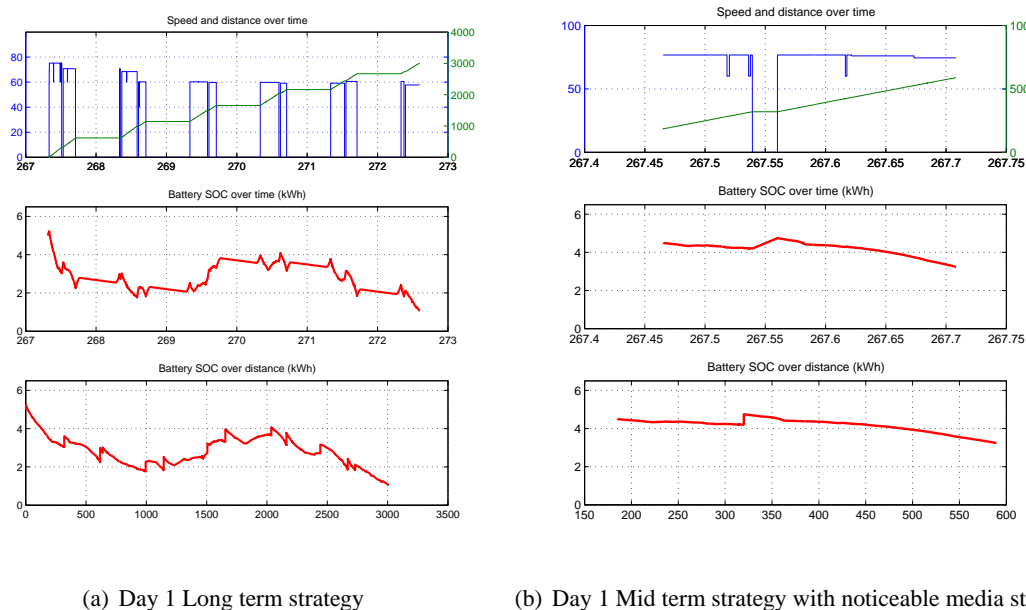 Speed and distance over time
80
60
40
20
0
4000
3000
2000
1000
0
267 268 269 270 271 272 273
Battery SOC over time (kWh)
6
4
2
0
267 268 269 270 271 272 273
Battery SOC over distance (kWh)
6
4
2
0
0 500 1000 1500 2000 2500 3000 3500
(a) Day 1 Long term strategy
Speed and distance over time
100
50
0
100
500
0
267.4 267.45 267.5 267.55 267.6 267.65 267.7 267.75
Battery SOC over time (kWh)
6
4
2
0
267.4 267.45 267.5 267.55 267.6 267.65 267.7 267.75
Battery SOC over distance (kWh)
6
4
2
0
150 200 250 300 350 400 450 500 550 600
(b) Day 1 Mid term strategy with noticeable media st